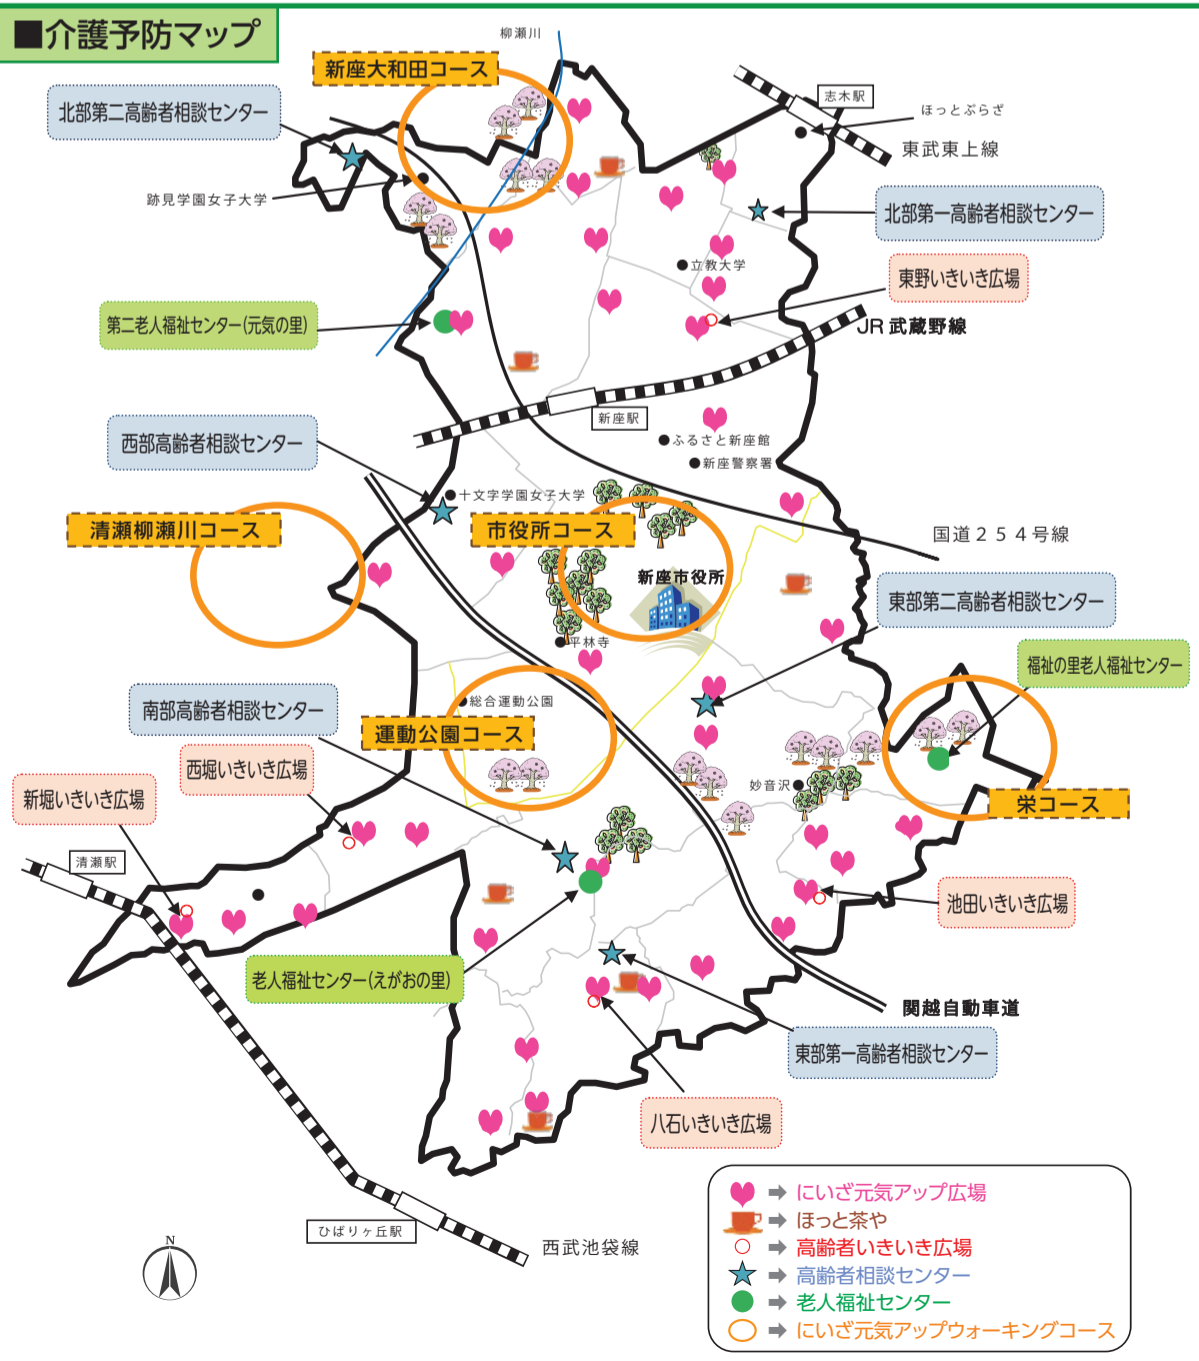 ■介護予防マップ
柳瀬川
新座大和田コース
志木駅
ほっとぷらざ
東武東上線
北部第二高齢者相談センター
跡見学園女子大学
北部第一高齢者相談センター
立教大学
東野いきいき広場
第二老人福祉センター(元気の里)
JR 武蔵野線
新座駅
ふるさと新座館
新座警察署
西部高齢者相談センター
十文字学園女子大学
清瀬柳瀬川コース
市役所コース
国道254号線
新座市役所
東部第二高齢者相談センター
平林寺
福祉の里老人福祉センター
総合運動公園
南部高齢者相談センター
運動公園コース
西堀いきいき広場
新堀いきいき広場
妙音沢
栄コース
清瀬駅
池田いきいき広場
老人福祉センター(えがおの里)
関越自動車道
東部第一高齢者相談センター
八石いきいき広場
ひばりヶ丘駅
西武池袋線
N
にいざ元気アップ広場
ほっと茶や
高齢者いきいき広場
高齢者相談センター
老人福祉センター
にいざ元気アップウォーキングコース